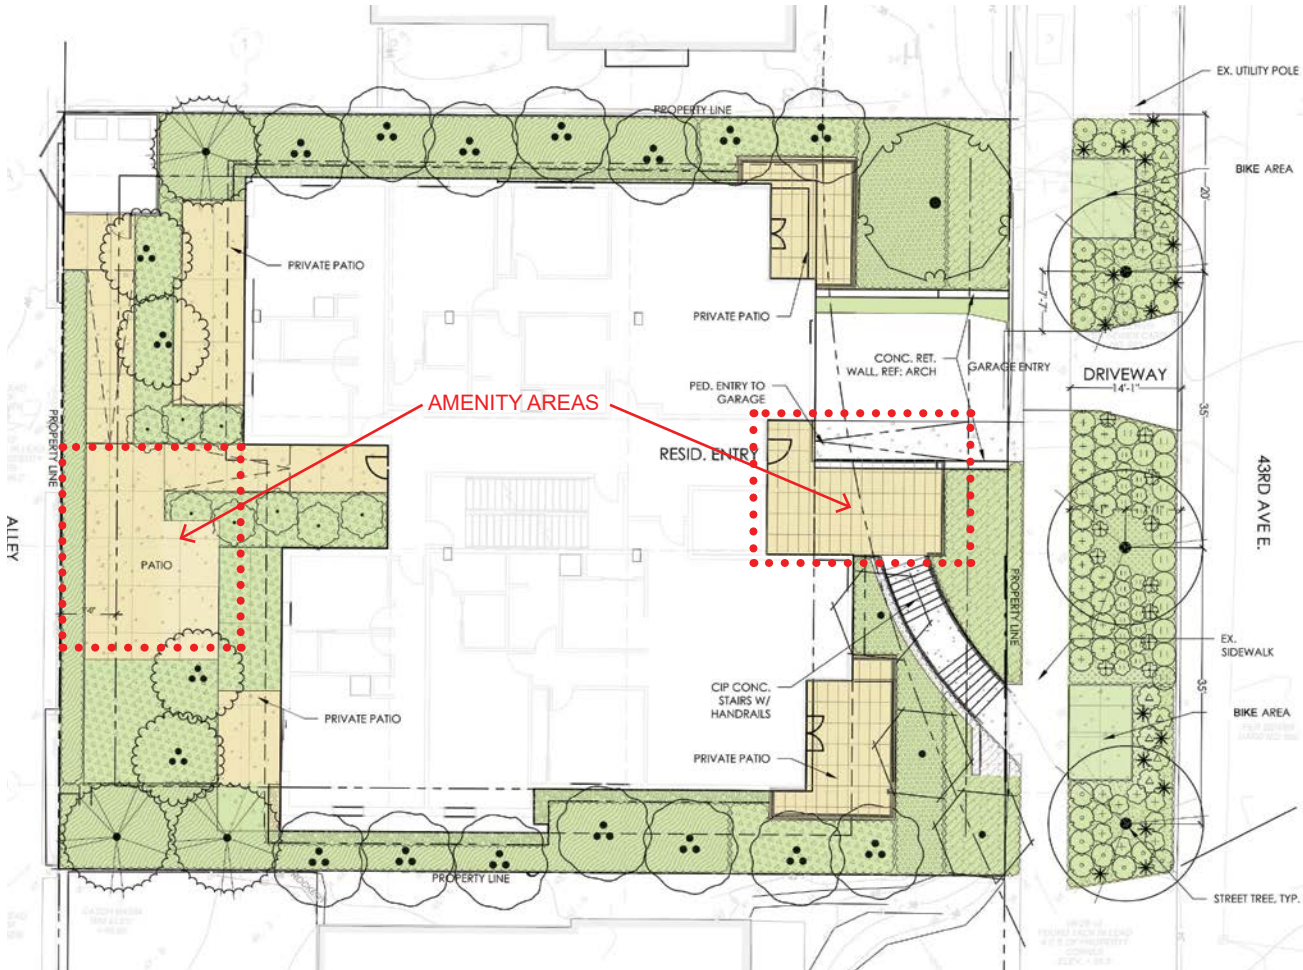 EX. UTILITY POLE
PROPERTY LINE
BIKE AREA
20'
PRIVATE PATIO
7'-7"
PRIVATE PATIO
CONC. RET.
WALL, REF: ARCH
GARAGE ENTRY
DRIVEWAY
14'-1"
PED. ENTRY TO
GARAGE
AMENITY AREAS
35'
PROPERTY LINE
RESID. ENTRY
43RD AVE E.
ALLEY
PATIO
PROPERTY LINE
EX.
SIDEWALK
CIP CONC.
STAIRS W/
HANDRAILS
35'
PRIVATE PATIO
BIKE AREA
PRIVATE PATIO
PROPERTY LINE
STREET TREE, TYP.